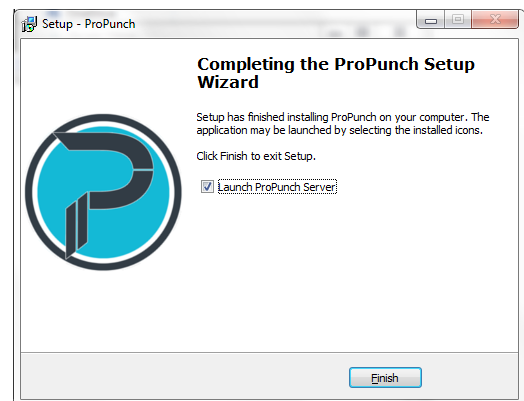 Setup - ProPunch
Completing the ProPunch Setup
Wizard
Setup has finished installing ProPunch on your computer. The
application may be launched by selecting the installed icons.
Click Finish to exit Setup.
Launch ProPunch Server
Finish